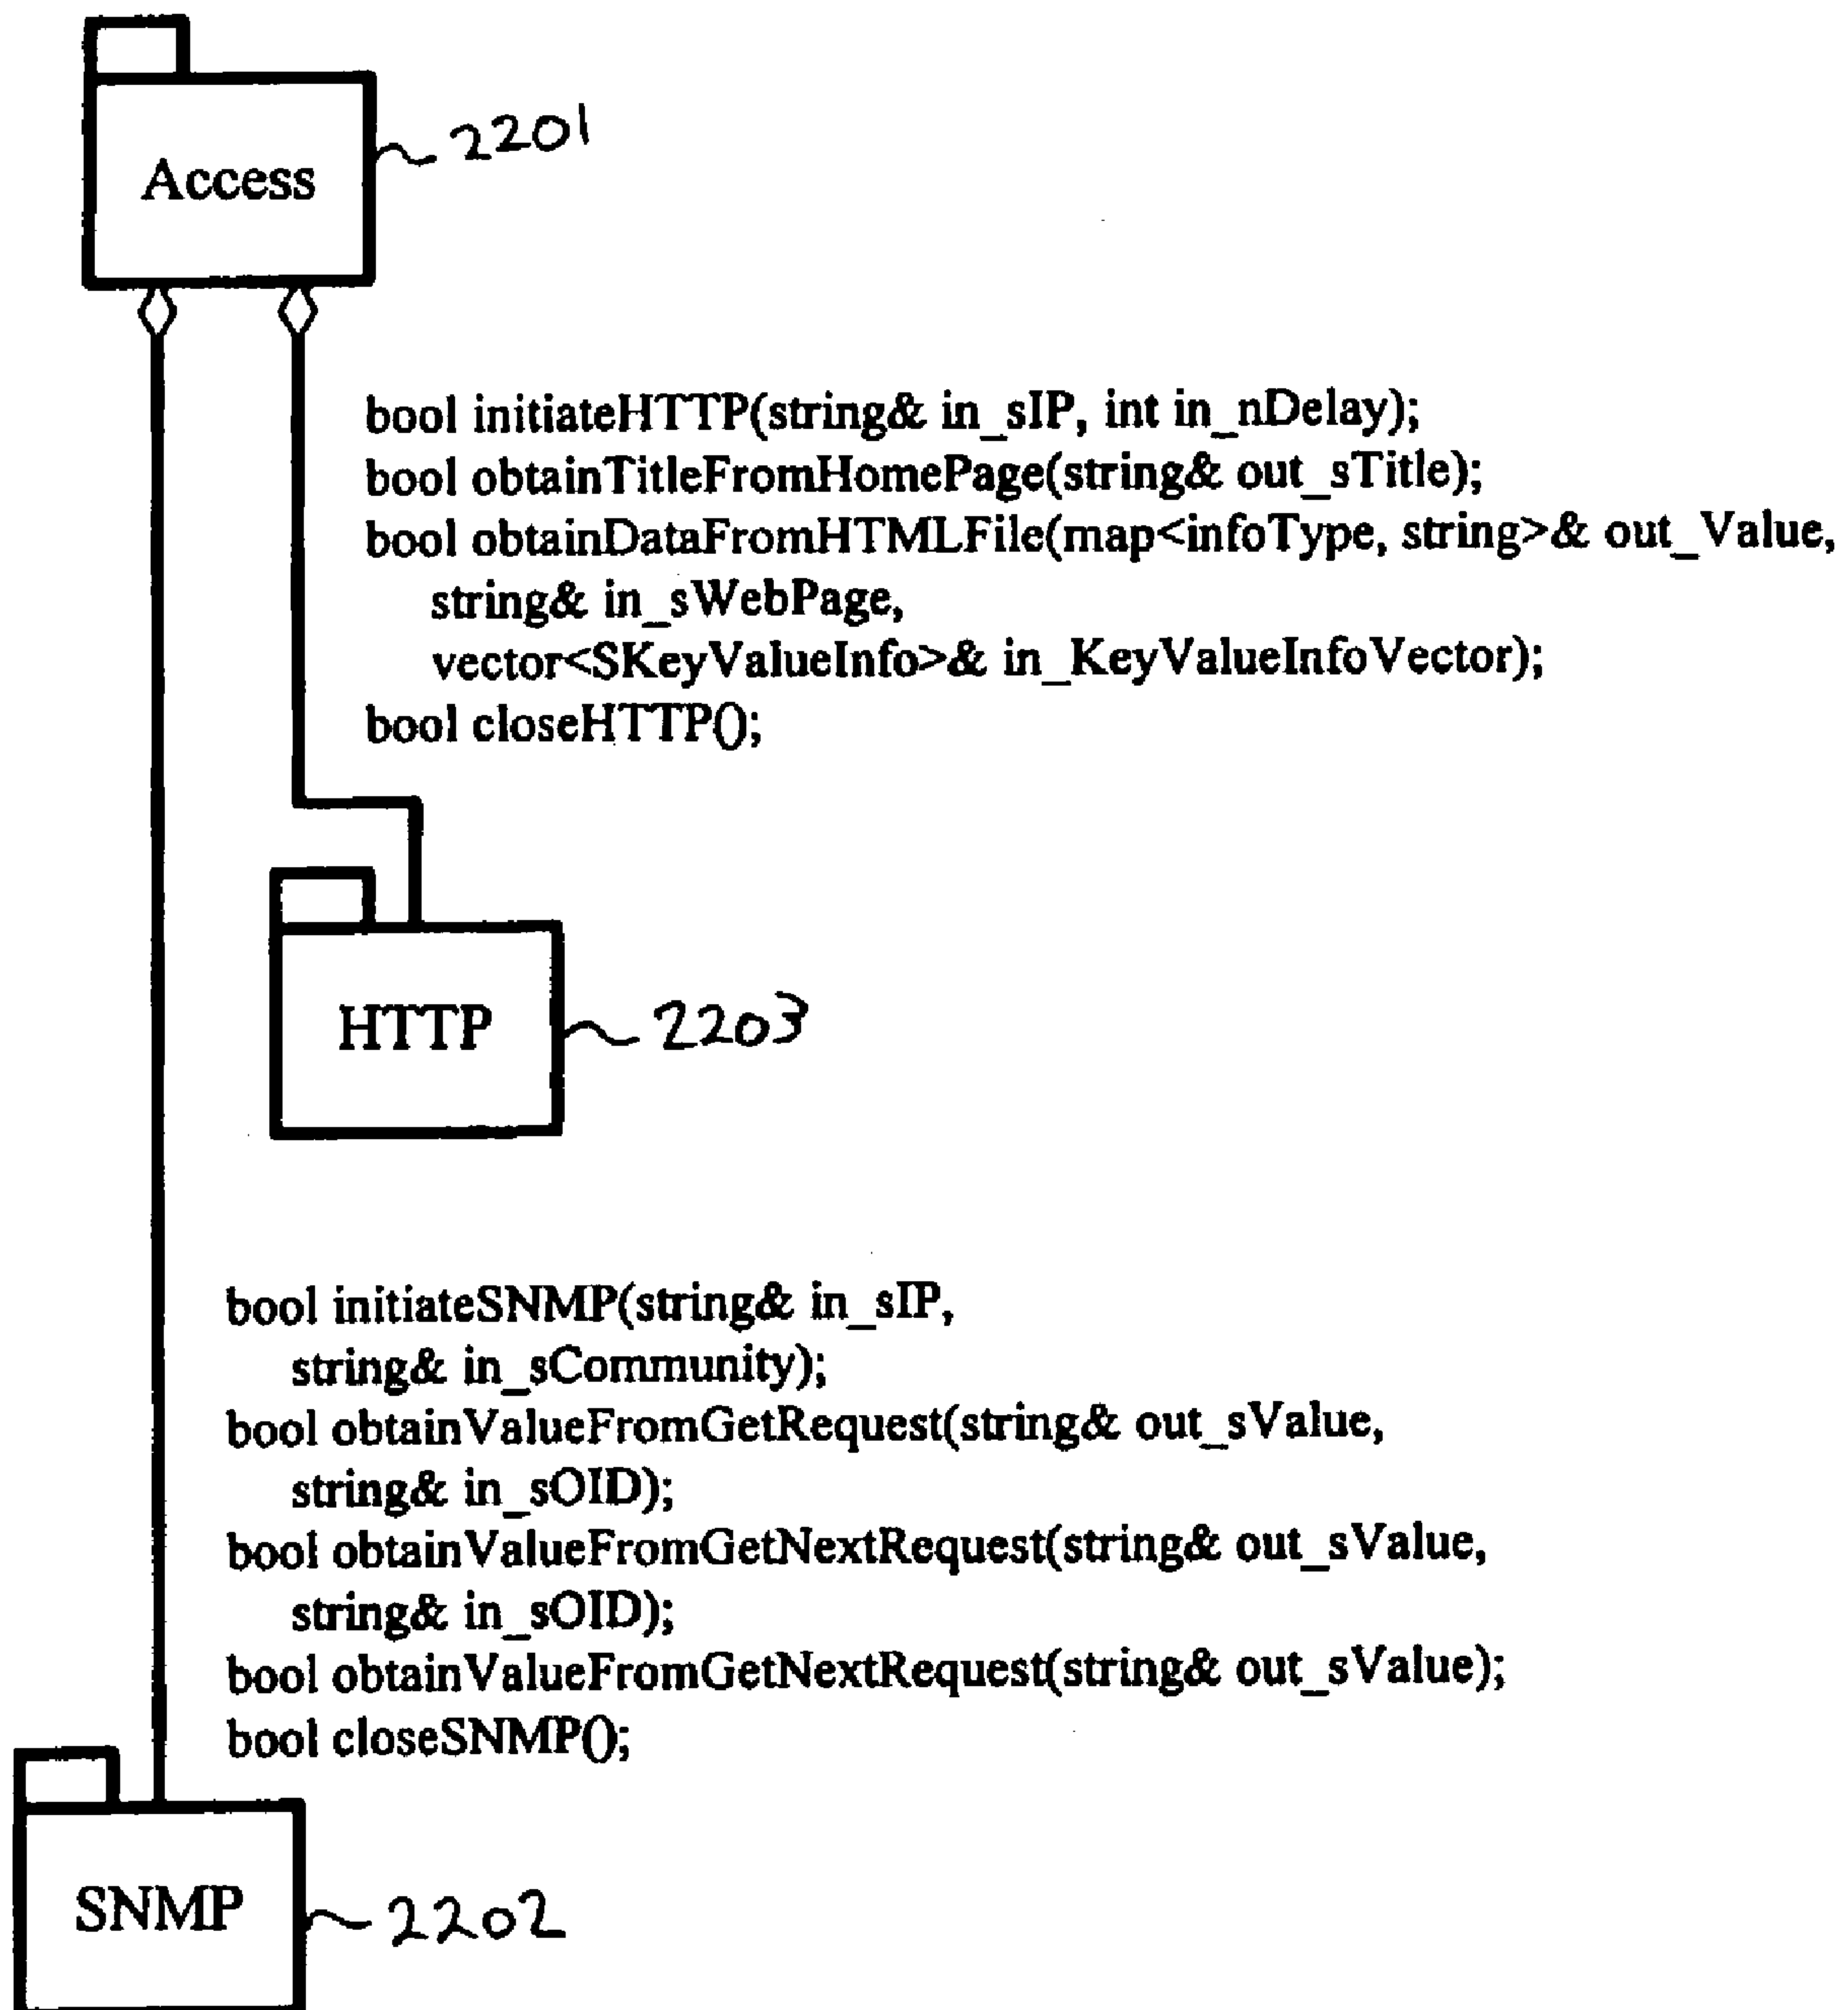 Access
2201
bool initiateHTTP(string& in_sIP, int in_nDelay);
bool obtainTitleFromHomePage(string& out_sTitle);
bool obtainDataFromHTMLFile(map<infoType, string>& out_Value,
string& in_sWebPage,
vector<SKeyValueInfo>& in_KeyValueInfoVector);
bool closeHTTP();
HTTP
2203
bool initiateSNMP(string& in_sIP,
string& in_sCommunity);
bool obtainValueFromGetRequest(string& out_sValue,
string& in_sOID);
bool obtainValueFromGetNextRequest(string& out_sValue,
string& in_sOID);
bool obtainValueFromGetNextRequest(string& out_sValue);
bool closeSNMP();
SNMP
2202